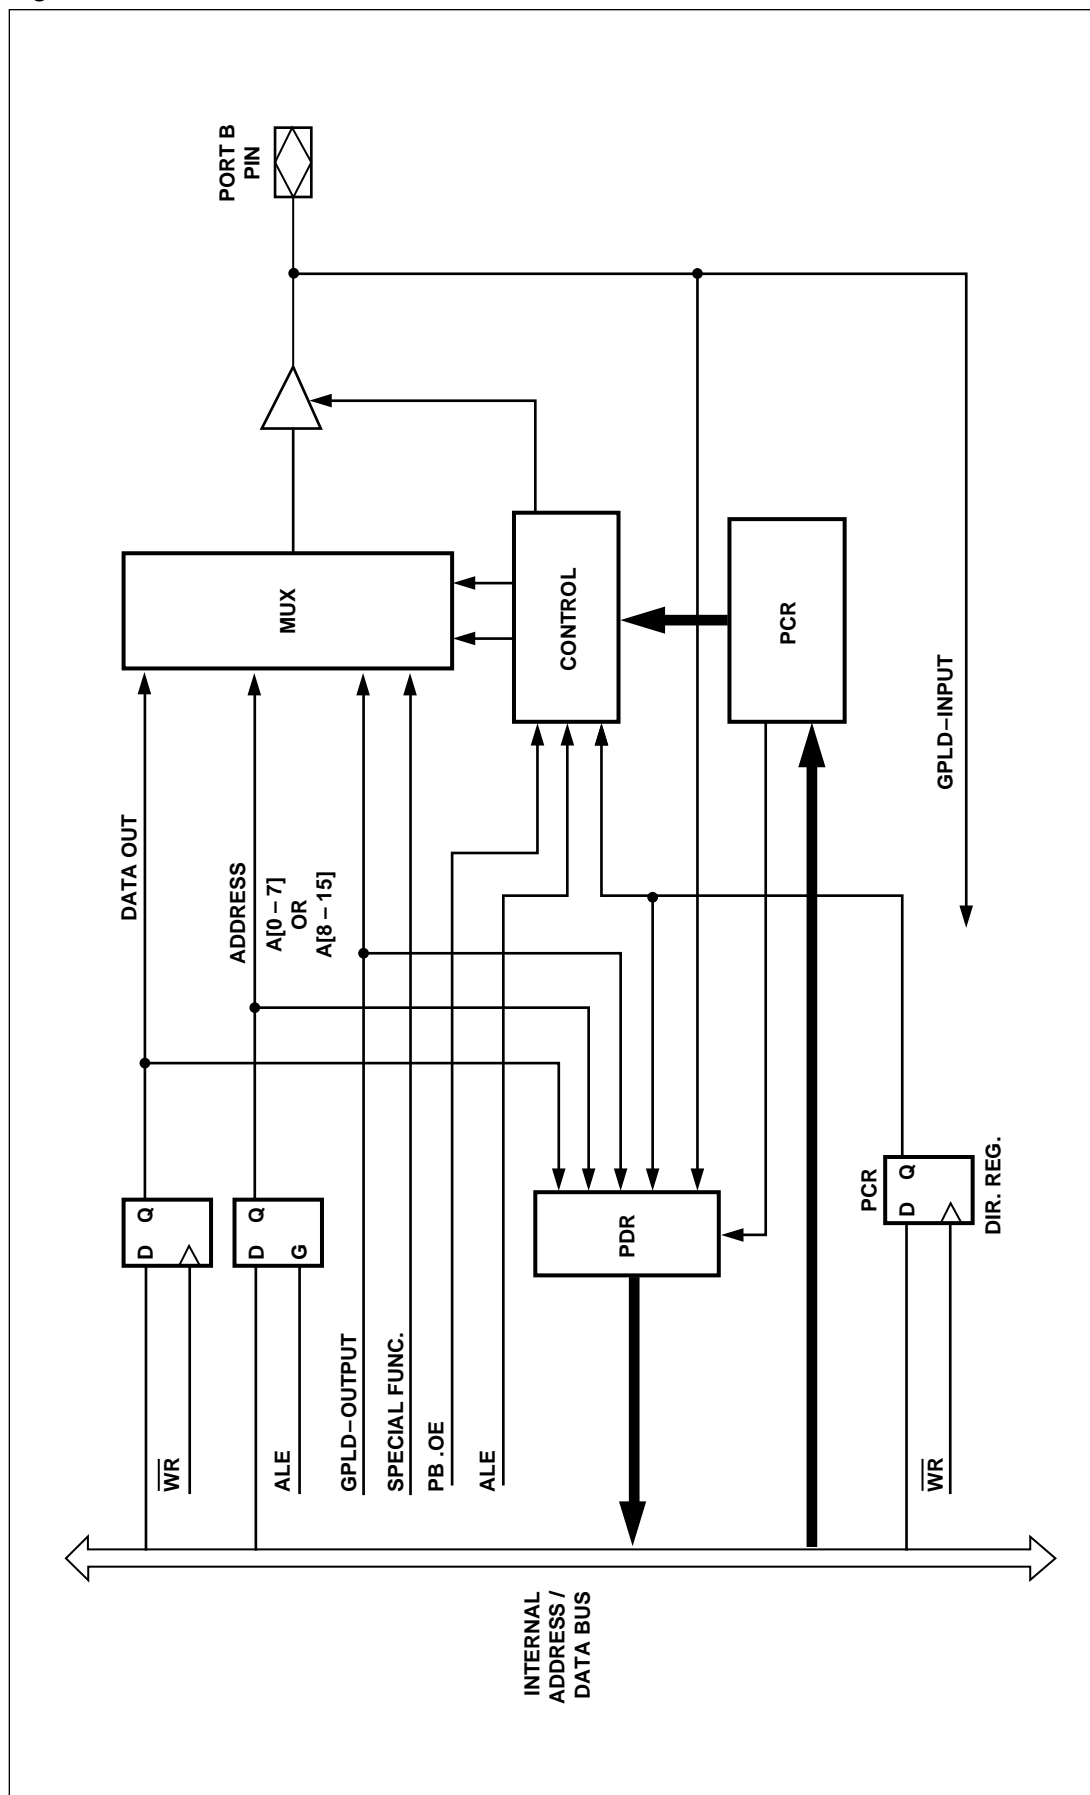 PORT B
PIN
DATA OUT
ADDRESS
A[0 – 7]
OR
A[8 – 15]
MUX
CONTROL
PCR
GPLD–INPUT
D Q
WR
D Q
G
ALE
GPLD–OUTPUT
SPECIAL FUNC.
PB .OE
ALE
PDR
PCR
D Q
DIR. REG.
WR
INTERNAL
ADDRESS /
DATA BUS